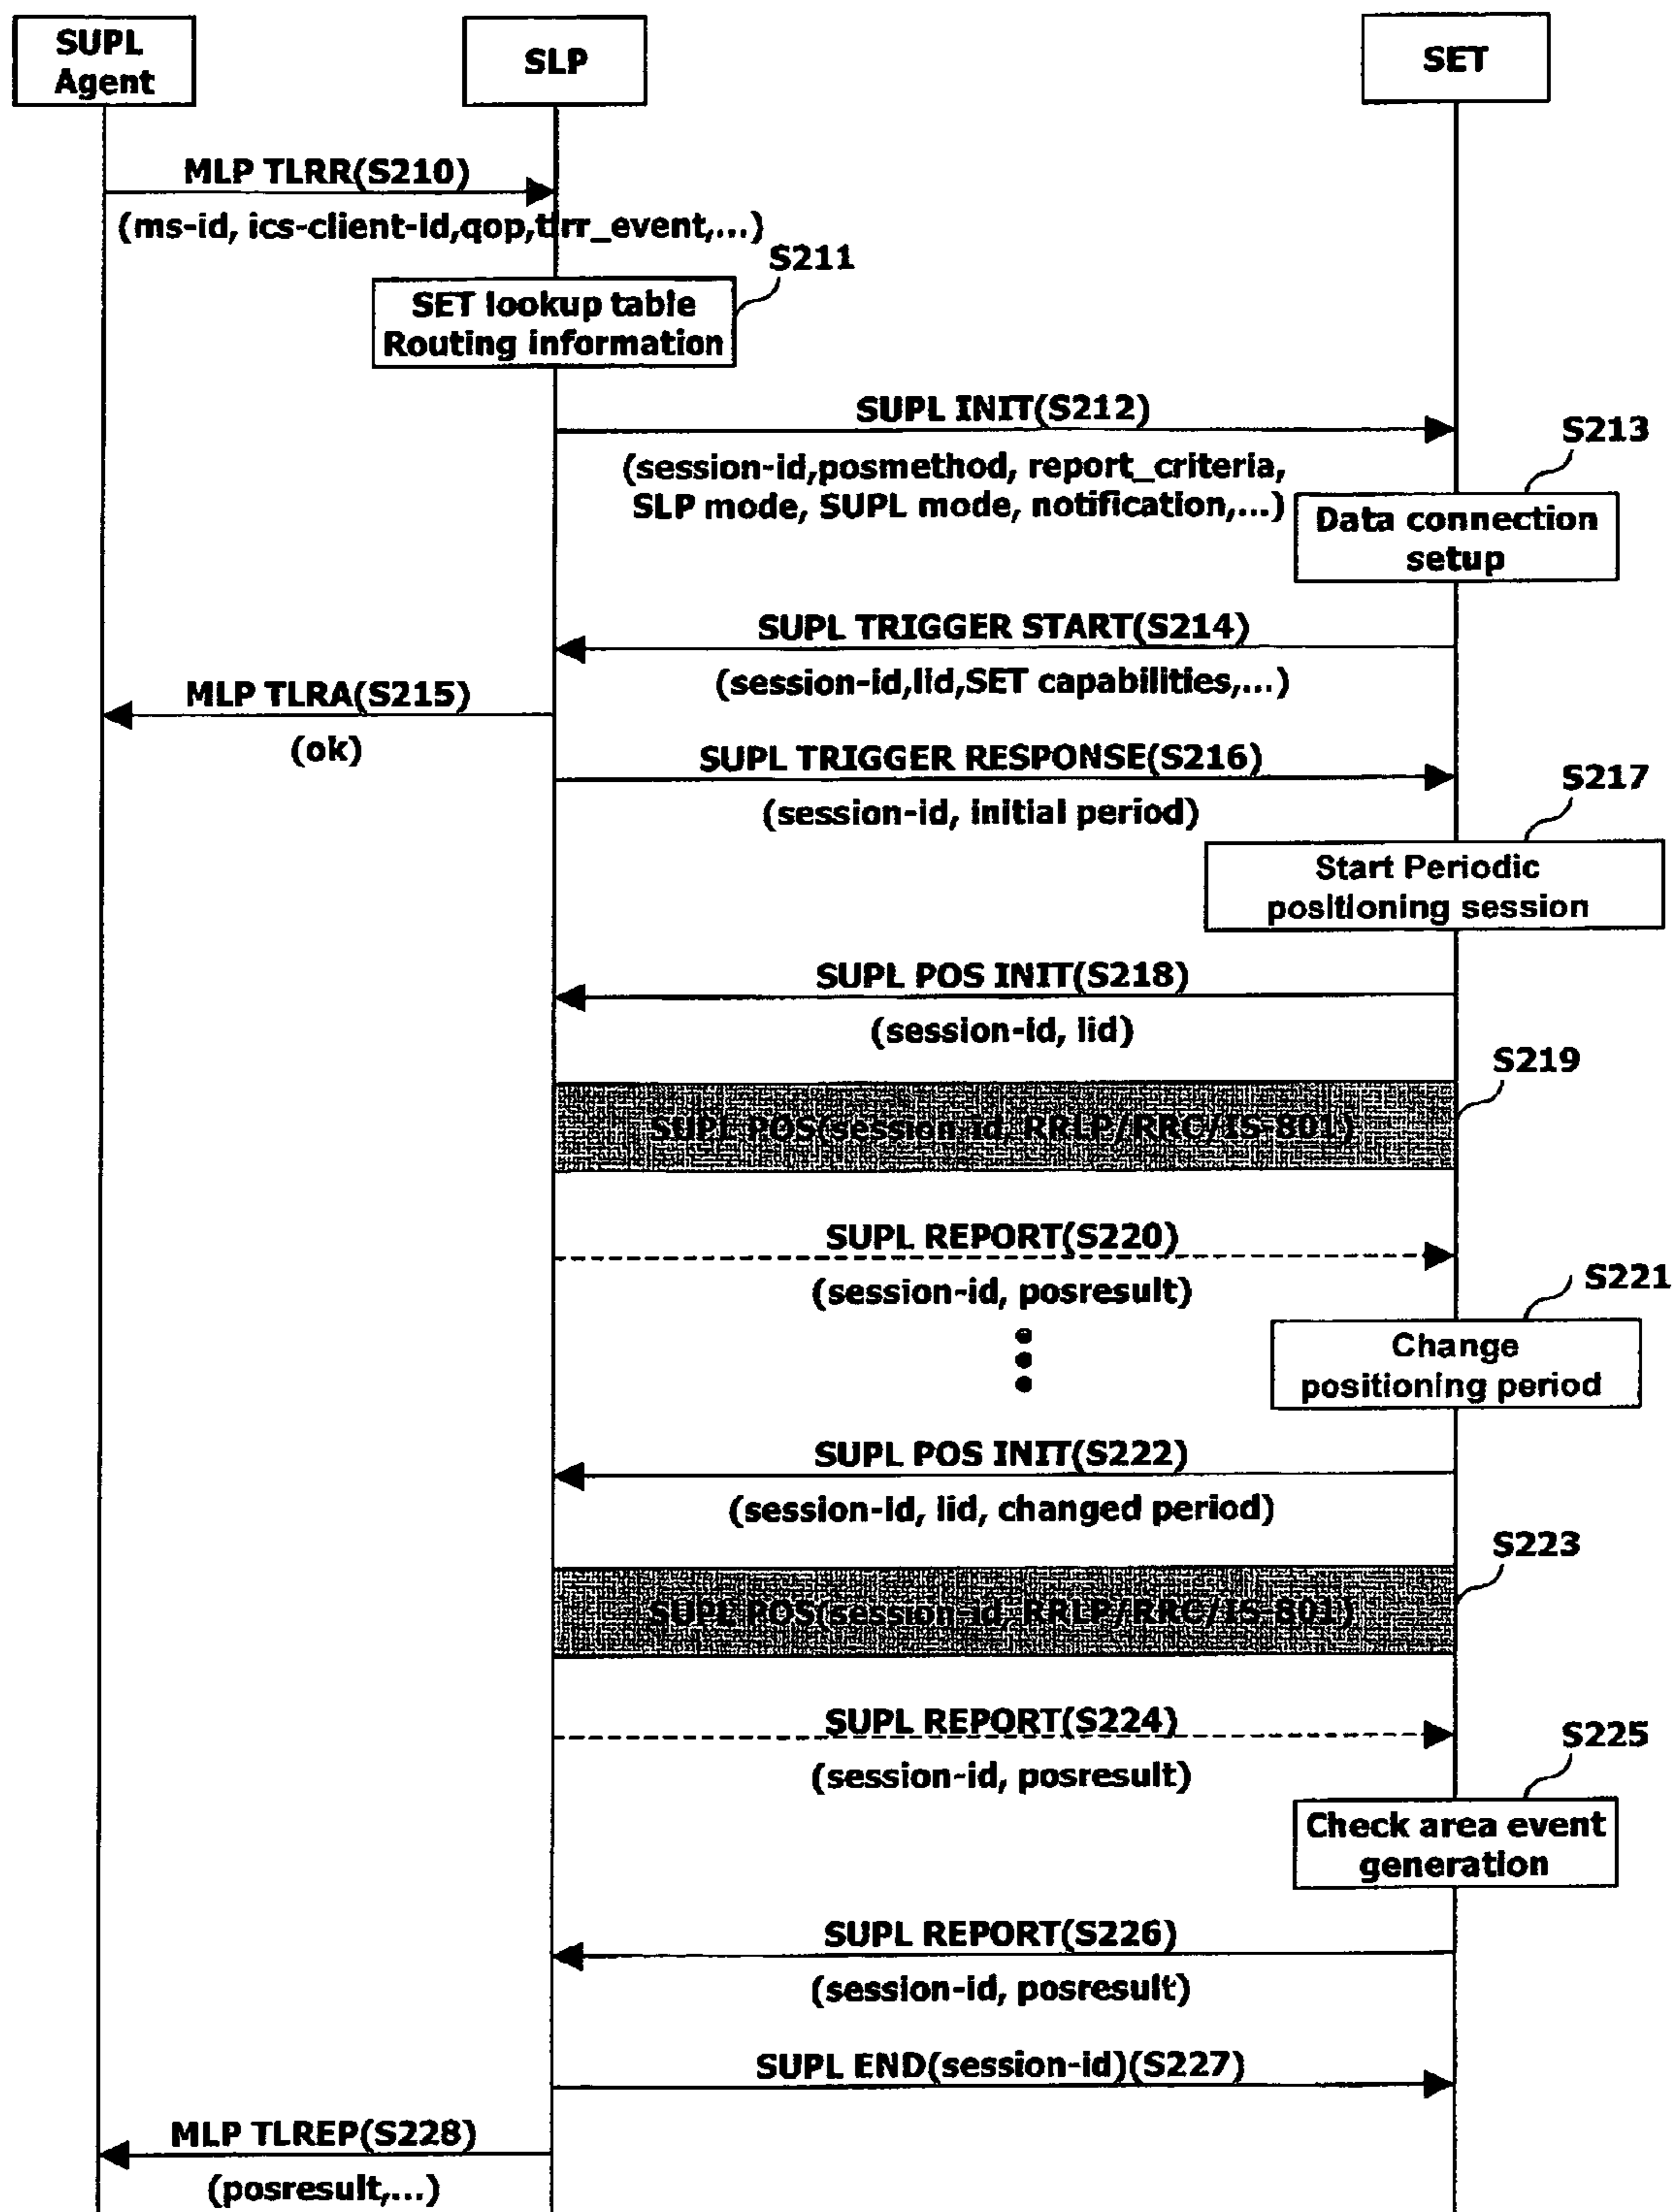 SUPL
Agent
SLP
SET
MLP TLRR(S210)
(ms-id, ics-client-id,qop,tlrr_event,...)
S211
SET lookup table
Routing information
SUPL INIT(S212)
S213
(session-id,posmethod, report_criteria,
SLP mode, SUPL mode, notification,...)
Data connection
setup
SUPL TRIGGER START(S214)
(session-id,lid,SET capabilities,...)
MLP TLRA(S215)
(ok)
SUPL TRIGGER RESPONSE(S216)
S217
(session-id, initial period)
Start Periodic
positioning session
SUPL POS INIT(S218)
(session-id, lid)
S219
SUPL POS(session-id, RRLP/RRC/IS-801)
SUPL REPORT(S220)
S221
(session-id, posresult)
Change
positioning period
SUPL POS INIT(S222)
(session-id, lid, changed period)
S223
SUPL POS(session-id, RRLP/RRC/IS-801)
SUPL REPORT(S224)
S225
(session-id, posresult)
Check area event
generation
SUPL REPORT(S226)
(session-id, posresult)
SUPL END(session-id)(S227)
MLP TLREP(S228)
(posresult,...)